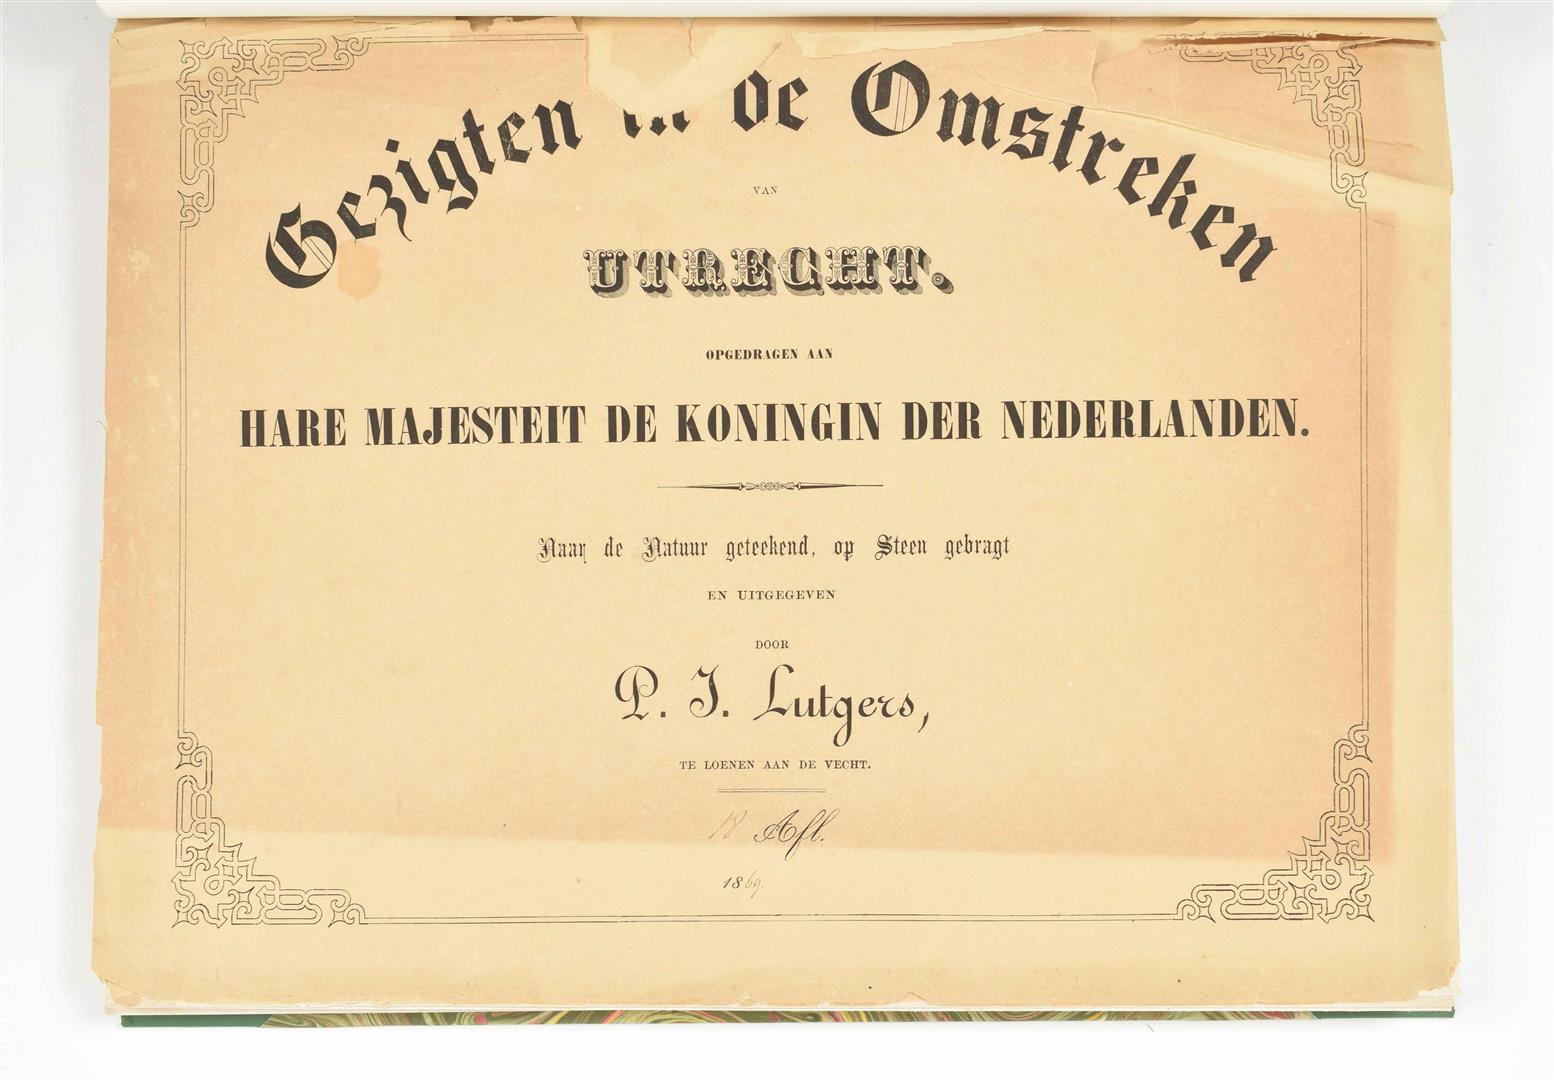 Gezigten in de Omstreken
VAN
UTRECHT.
OPGEDRAGEN AAN
HARE MAJESTEIT DE KONINGIN DER NEDERLANDEN.
Naar de Natuur geteekend, op Steen gebragt
EN UITGEGEVEN
DOOR
P. J. Lutgers,
TE LOENEN AAN DE VECHT.
18 Afl.
1869.